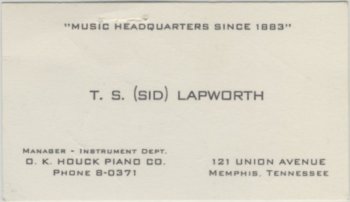 "MUSIC HEADQUARTERS SINCE 1883"
T. S. (SID) LAPWORTH
MANAGER - INSTRUMENT DEPT.
O. K. HOUCK PIANO CO.
PHONE 8-0371
121 UNION AVENUE
MEMPHIS, TENNESSEE